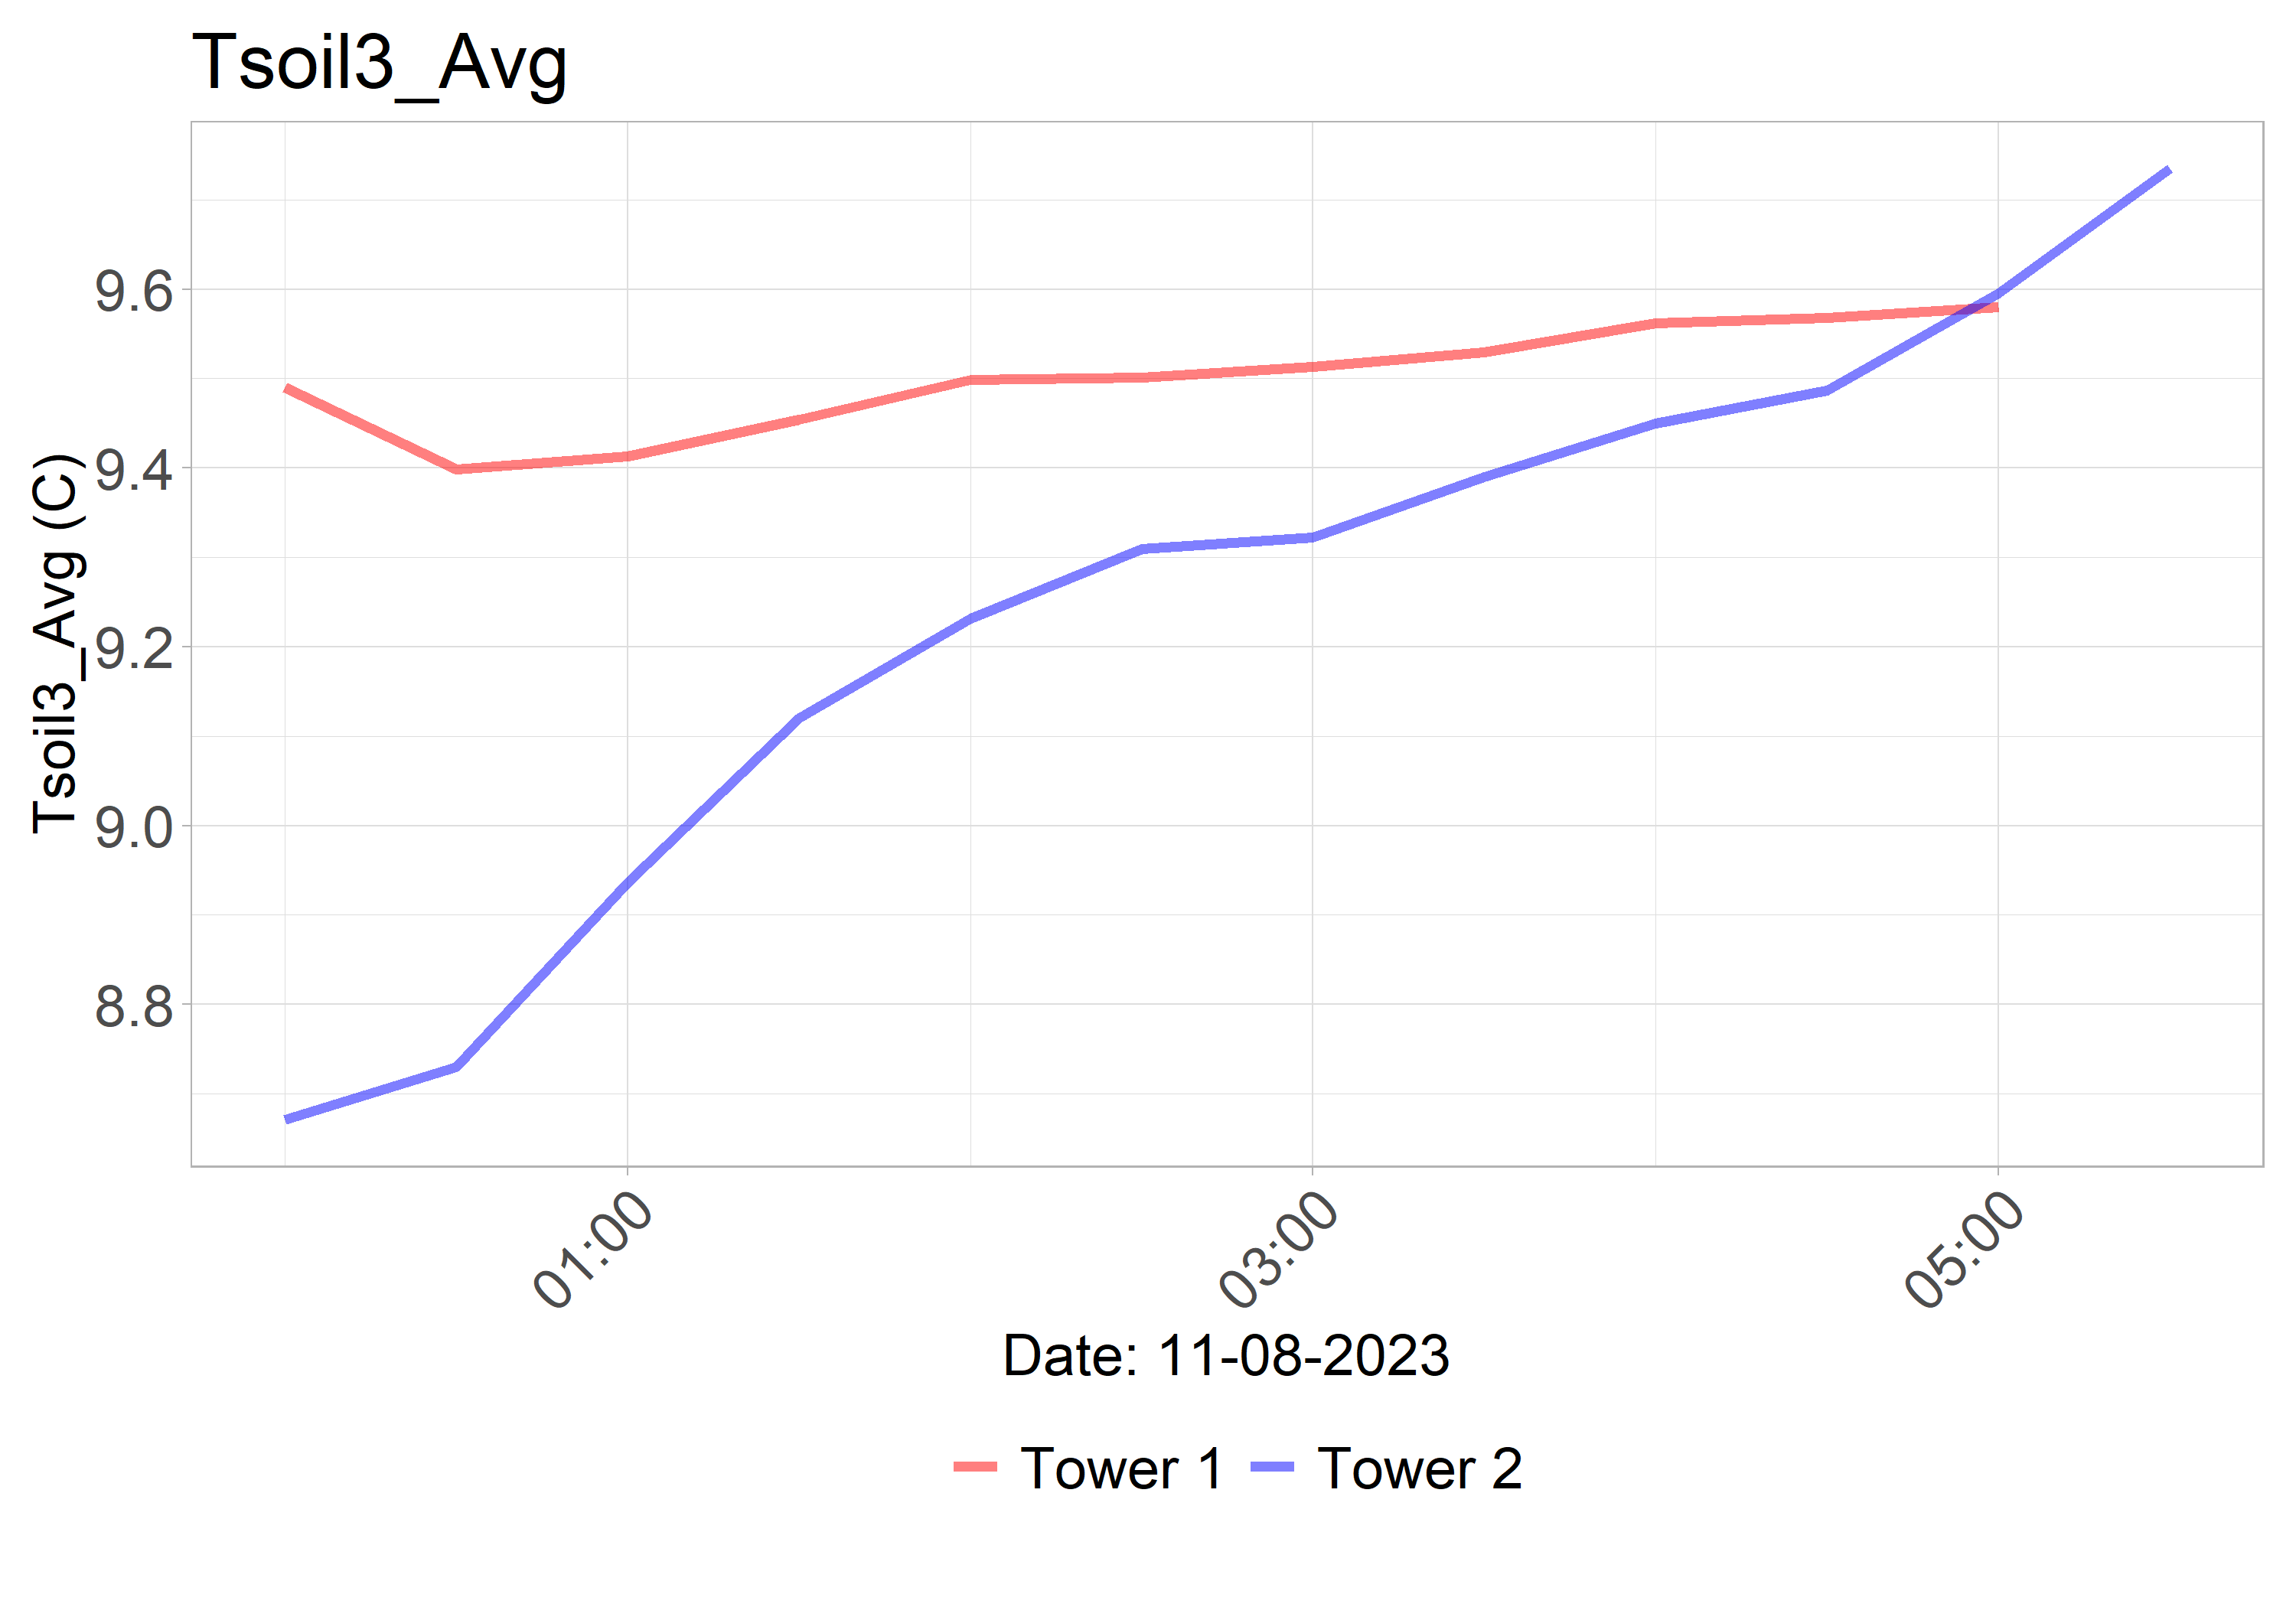 Tsoil3_Avg
Tsoil3_Avg (C)
9.6
9.4
9.2
9.0
8.8
01:00
03:00
05:00
Date: 11-08-2023
Tower 1
Tower 2